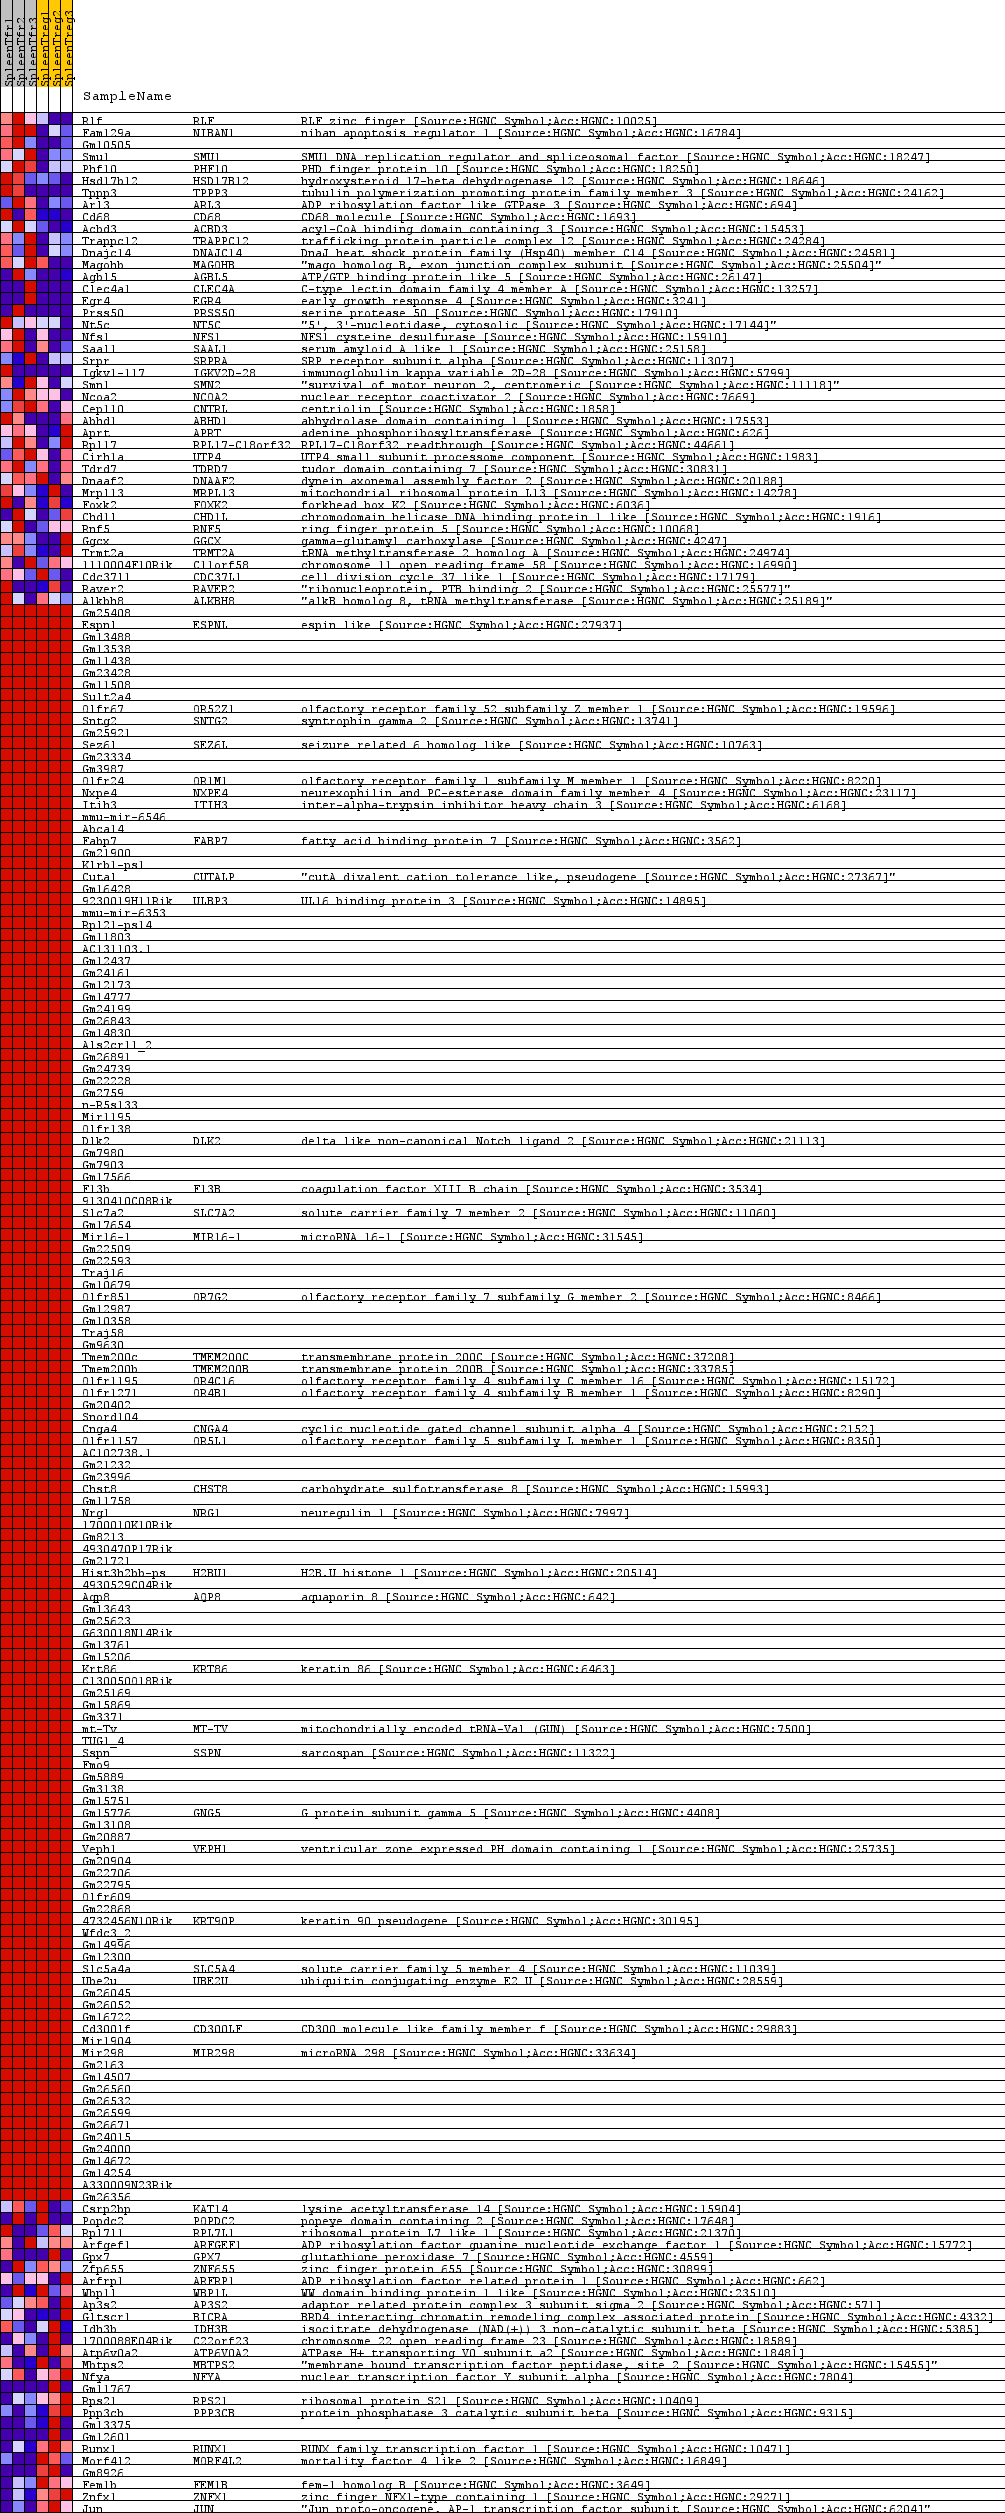 SpleenTfr1
SpleenTfr2
SpleenTfr3
SpleenTreg1
SpleenTreg2
SpleenTreg3
SampleName
Rlf RLF RLF zinc finger [Source:HGNC Symbol;Acc:HGNC:10025]
Fam129a NIBAN1 niban apoptosis regulator 1 [Source:HGNC Symbol;Acc:HGNC:16784]
Gm10505
Smu1 SMU1 SMU1 DNA replication regulator and spliceosomal factor [Source:HGNC Symbol;Acc:HGNC:18247]
Phf10 PHF10 PHD finger protein 10 [Source:HGNC Symbol;Acc:HGNC:18250]
Hsd17b12 HSD17B12 hydroxysteroid 17-beta dehydrogenase 12 [Source:HGNC Symbol;Acc:HGNC:18646]
Tppp3 TPPP3 tubulin polymerization promoting protein family member 3 [Source:HGNC Symbol;Acc:HGNC:24162]
Arl3 ARL3 ADP ribosylation factor like GTPase 3 [Source:HGNC Symbol;Acc:HGNC:694]
Cd68 CD68 CD68 molecule [Source:HGNC Symbol;Acc:HGNC:1693]
Acbd3 ACBD3 acyl-CoA binding domain containing 3 [Source:HGNC Symbol;Acc:HGNC:15453]
Trappc12 TRAPPC12 trafficking protein particle complex 12 [Source:HGNC Symbol;Acc:HGNC:24284]
Dnajc14 DNAJC14 DnaJ heat shock protein family (Hsp40) member C14 [Source:HGNC Symbol;Acc:HGNC:24581]
Magohb MAGOHB "mago homolog B, exon junction complex subunit [Source:HGNC Symbol;Acc:HGNC:25504]"
Agbl5 AGBL5 ATP/GTP binding protein like 5 [Source:HGNC Symbol;Acc:HGNC:26147]
Clec4a1 CLEC4A C-type lectin domain family 4 member A [Source:HGNC Symbol;Acc:HGNC:13257]
Egr4 EGR4 early growth response 4 [Source:HGNC Symbol;Acc:HGNC:3241]
Prss50 PRSS50 serine protease 50 [Source:HGNC Symbol;Acc:HGNC:17910]
Nt5c NT5C "5', 3'-nucleotidase, cytosolic [Source:HGNC Symbol;Acc:HGNC:17144]"
Nfs1 NFS1 NFS1 cysteine desulfurase [Source:HGNC Symbol;Acc:HGNC:15910]
Saal1 SAAL1 serum amyloid A like 1 [Source:HGNC Symbol;Acc:HGNC:25158]
Srpr SRPRA SRP receptor subunit alpha [Source:HGNC Symbol;Acc:HGNC:11307]
Igkv1-117 IGKV2D-28 immunoglobulin kappa variable 2D-28 [Source:HGNC Symbol;Acc:HGNC:5799]
Smn1 SMN2 "survival of motor neuron 2, centromeric [Source:HGNC Symbol;Acc:HGNC:11118]"
Ncoa2 NCOA2 nuclear receptor coactivator 2 [Source:HGNC Symbol;Acc:HGNC:7669]
Cep110 CNTRL centriolin [Source:HGNC Symbol;Acc:HGNC:1858]
Abhd1 ABHD1 abhydrolase domain containing 1 [Source:HGNC Symbol;Acc:HGNC:17553]
Aprt APRT adenine phosphoribosyltransferase [Source:HGNC Symbol;Acc:HGNC:626]
Rpl17 RPL17-C18orf32 RPL17-C18orf32 readthrough [Source:HGNC Symbol;Acc:HGNC:44661]
Cirh1a UTP4 UTP4 small subunit processome component [Source:HGNC Symbol;Acc:HGNC:1983]
Tdrd7 TDRD7 tudor domain containing 7 [Source:HGNC Symbol;Acc:HGNC:30831]
Dnaaf2 DNAAF2 dynein axonemal assembly factor 2 [Source:HGNC Symbol;Acc:HGNC:20188]
Mrpl13 MRPL13 mitochondrial ribosomal protein L13 [Source:HGNC Symbol;Acc:HGNC:14278]
Foxk2 FOXK2 forkhead box K2 [Source:HGNC Symbol;Acc:HGNC:6036]
Chd1l CHD1L chromodomain helicase DNA binding protein 1 like [Source:HGNC Symbol;Acc:HGNC:1916]
Rnf5 RNF5 ring finger protein 5 [Source:HGNC Symbol;Acc:HGNC:10068]
Ggcx GGCX gamma-glutamyl carboxylase [Source:HGNC Symbol;Acc:HGNC:4247]
Trmt2a TRMT2A tRNA methyltransferase 2 homolog A [Source:HGNC Symbol;Acc:HGNC:24974]
1110004F10Rik C11orf58 chromosome 11 open reading frame 58 [Source:HGNC Symbol;Acc:HGNC:16990]
Cdc37l1 CDC37L1 cell division cycle 37 like 1 [Source:HGNC Symbol;Acc:HGNC:17179]
Raver2 RAVER2 "ribonucleoprotein, PTB binding 2 [Source:HGNC Symbol;Acc:HGNC:25577]"
Alkbh8 ALKBH8 "alkB homolog 8, tRNA methyltransferase [Source:HGNC Symbol;Acc:HGNC:25189]"
Gm25408
Espnl ESPNL espin like [Source:HGNC Symbol;Acc:HGNC:27937]
Gm13488
Gm13538
Gm11438
Gm23428
Gm11508
Sult2a4
Olfr67 OR52Z1 olfactory receptor family 52 subfamily Z member 1 [Source:HGNC Symbol;Acc:HGNC:19596]
Sntg2 SNTG2 syntrophin gamma 2 [Source:HGNC Symbol;Acc:HGNC:13741]
Gm25921
Sez6l SEZ6L seizure related 6 homolog like [Source:HGNC Symbol;Acc:HGNC:10763]
Gm23334
Gm3987
Olfr24 OR1M1 olfactory receptor family 1 subfamily M member 1 [Source:HGNC Symbol;Acc:HGNC:8220]
Nxpe4 NXPE4 neurexophilin and PC-esterase domain family member 4 [Source:HGNC Symbol;Acc:HGNC:23117]
Itih3 ITIH3 inter-alpha-trypsin inhibitor heavy chain 3 [Source:HGNC Symbol;Acc:HGNC:6168]
mmu-mir-6546
Abca14
Fabp7 FABP7 fatty acid binding protein 7 [Source:HGNC Symbol;Acc:HGNC:3562]
Gm21900
Klrb1-ps1
Cutal CUTALP "cutA divalent cation tolerance like, pseudogene [Source:HGNC Symbol;Acc:HGNC:27367]"
Gm16428
9230019H11Rik ULBP3 UL16 binding protein 3 [Source:HGNC Symbol;Acc:HGNC:14895]
mmu-mir-6353
Rpl21-ps14
Gm11803
AC131103.1
Gm12437
Gm24161
Gm12173
Gm14777
Gm24199
Gm26843
Gm14830
Als2cr11_2
Gm26891
Gm24739
Gm22228
Gm2759
n-R5s133
Mir1195
Olfr138
Dlk2 DLK2 delta like non-canonical Notch ligand 2 [Source:HGNC Symbol;Acc:HGNC:21113]
Gm7980
Gm7903
Gm17566
F13b F13B coagulation factor XIII B chain [Source:HGNC Symbol;Acc:HGNC:3534]
9130410C08Rik
Slc7a2 SLC7A2 solute carrier family 7 member 2 [Source:HGNC Symbol;Acc:HGNC:11060]
Gm17654
Mir16-1 MIR16-1 microRNA 16-1 [Source:HGNC Symbol;Acc:HGNC:31545]
Gm22509
Gm22593
Traj16
Gm10679
Olfr851 OR7G2 olfactory receptor family 7 subfamily G member 2 [Source:HGNC Symbol;Acc:HGNC:8466]
Gm12987
Gm10358
Traj58
Gm9630
Tmem200c TMEM200C transmembrane protein 200C [Source:HGNC Symbol;Acc:HGNC:37208]
Tmem200b TMEM200B transmembrane protein 200B [Source:HGNC Symbol;Acc:HGNC:33785]
Olfr1195 OR4C16 olfactory receptor family 4 subfamily C member 16 [Source:HGNC Symbol;Acc:HGNC:15172]
Olfr1271 OR4B1 olfactory receptor family 4 subfamily B member 1 [Source:HGNC Symbol;Acc:HGNC:8290]
Gm20402
Snord104
Cnga4 CNGA4 cyclic nucleotide gated channel subunit alpha 4 [Source:HGNC Symbol;Acc:HGNC:2152]
Olfr1157 OR5L1 olfactory receptor family 5 subfamily L member 1 [Source:HGNC Symbol;Acc:HGNC:8350]
AC102738.1
Gm21232
Gm23996
Chst8 CHST8 carbohydrate sulfotransferase 8 [Source:HGNC Symbol;Acc:HGNC:15993]
Gm11758
Nrg1 NRG1 neuregulin 1 [Source:HGNC Symbol;Acc:HGNC:7997]
1700010K10Rik
Gm8213
4930470P17Rik
Gm21721
Hist3h2bb-ps H2BU1 H2B.U histone 1 [Source:HGNC Symbol;Acc:HGNC:20514]
4930529C04Rik
Aqp8 AQP8 aquaporin 8 [Source:HGNC Symbol;Acc:HGNC:642]
Gm13643
Gm25623
G630018N14Rik
Gm13761
Gm15206
Krt86 KRT86 keratin 86 [Source:HGNC Symbol;Acc:HGNC:6463]
C130050O18Rik
Gm25169
Gm15869
Gm3371
mt-Tv MT-TV mitochondrially encoded tRNA-Val (GUN) [Source:HGNC Symbol;Acc:HGNC:7500]
TUG1_4
Sspn SSPN sarcospan [Source:HGNC Symbol;Acc:HGNC:11322]
Fmo9
Gm5889
Gm3138
Gm15751
Gm15776 GNG5 G protein subunit gamma 5 [Source:HGNC Symbol;Acc:HGNC:4408]
Gm13108
Gm20887
Veph1 VEPH1 ventricular zone expressed PH domain containing 1 [Source:HGNC Symbol;Acc:HGNC:25735]
Gm20904
Gm22706
Gm22795
Olfr609
Gm22868
4732456N10Rik KRT90P keratin 90 pseudogene [Source:HGNC Symbol;Acc:HGNC:30195]
Wfdc3_2
Gm14996
Gm12300
Slc5a4a SLC5A4 solute carrier family 5 member 4 [Source:HGNC Symbol;Acc:HGNC:11039]
Ube2u UBE2U ubiquitin conjugating enzyme E2 U [Source:HGNC Symbol;Acc:HGNC:28559]
Gm26045
Gm26052
Gm16722
Cd300lf CD300LF CD300 molecule like family member f [Source:HGNC Symbol;Acc:HGNC:29883]
Mir1904
Mir298 MIR298 microRNA 298 [Source:HGNC Symbol;Acc:HGNC:33634]
Gm2163
Gm14507
Gm26560
Gm26532
Gm26599
Gm26671
Gm24015
Gm24000
Gm14672
Gm14254
A330009N23Rik
Gm26356
Csrp2bp KAT14 lysine acetyltransferase 14 [Source:HGNC Symbol;Acc:HGNC:15904]
Popdc2 POPDC2 popeye domain containing 2 [Source:HGNC Symbol;Acc:HGNC:17648]
Rpl7l1 RPL7L1 ribosomal protein L7 like 1 [Source:HGNC Symbol;Acc:HGNC:21370]
Arfgef1 ARFGEF1 ADP ribosylation factor guanine nucleotide exchange factor 1 [Source:HGNC Symbol;Acc:HGNC:15772]
Gpx7 GPX7 glutathione peroxidase 7 [Source:HGNC Symbol;Acc:HGNC:4559]
Zfp655 ZNF655 zinc finger protein 655 [Source:HGNC Symbol;Acc:HGNC:30899]
Arfrp1 ARFRP1 ADP ribosylation factor related protein 1 [Source:HGNC Symbol;Acc:HGNC:662]
Wbp1l WBP1L WW domain binding protein 1 like [Source:HGNC Symbol;Acc:HGNC:23510]
Ap3s2 AP3S2 adaptor related protein complex 3 subunit sigma 2 [Source:HGNC Symbol;Acc:HGNC:571]
Gltscr1 BICRA BRD4 interacting chromatin remodeling complex associated protein [Source:HGNC Symbol;Acc:HGNC:4332]
Idh3b IDH3B isocitrate dehydrogenase (NAD(+)) 3 non-catalytic subunit beta [Source:HGNC Symbol;Acc:HGNC:5385]
1700088E04Rik C22orf23 chromosome 22 open reading frame 23 [Source:HGNC Symbol;Acc:HGNC:18589]
Atp6v0a2 ATP6V0A2 ATPase H+ transporting V0 subunit a2 [Source:HGNC Symbol;Acc:HGNC:18481]
Mbtps2 MBTPS2 "membrane bound transcription factor peptidase, site 2 [Source:HGNC Symbol;Acc:HGNC:15455]"
Nfya NFYA nuclear transcription factor Y subunit alpha [Source:HGNC Symbol;Acc:HGNC:7804]
Gm11767
Rps21 RPS21 ribosomal protein S21 [Source:HGNC Symbol;Acc:HGNC:10409]
Ppp3cb PPP3CB protein phosphatase 3 catalytic subunit beta [Source:HGNC Symbol;Acc:HGNC:9315]
Gm13375
Gm12601
Runx1 RUNX1 RUNX family transcription factor 1 [Source:HGNC Symbol;Acc:HGNC:10471]
Morf4l2 MORF4L2 mortality factor 4 like 2 [Source:HGNC Symbol;Acc:HGNC:16849]
Gm8926
Fem1b FEM1B fem-1 homolog B [Source:HGNC Symbol;Acc:HGNC:3649]
Znfx1 ZNFX1 zinc finger NFX1-type containing 1 [Source:HGNC Symbol;Acc:HGNC:29271]
Jun JUN "Jun proto-oncogene, AP-1 transcription factor subunit [Source:HGNC Symbol;Acc:HGNC:6204]"